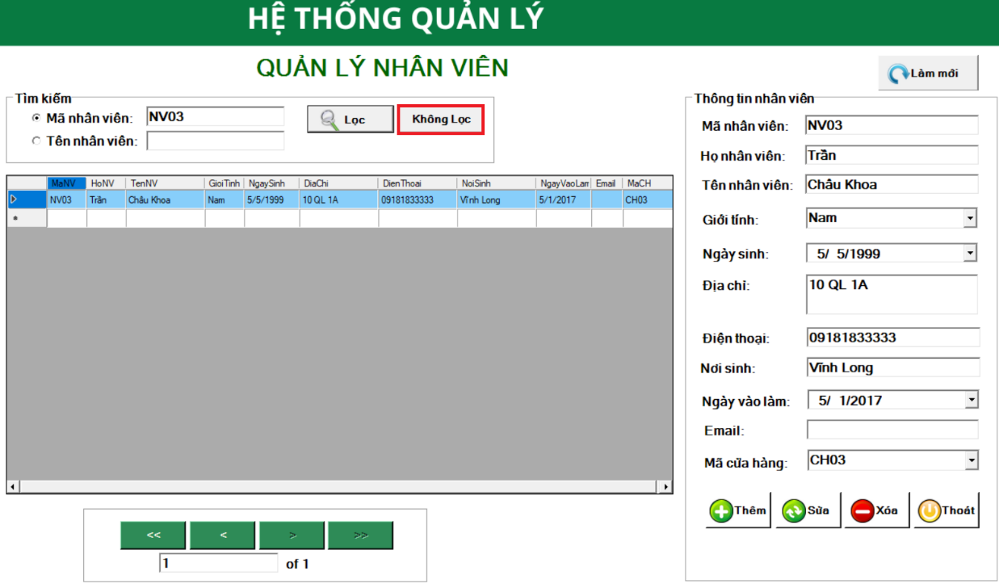 HỆ THỐNG QUẢN LÝ
QUẢN LÝ NHÂN VIÊN
Làm mới
Tìm kiếm
Mã nhân viên: NV03
Lọc
Không Lọc
Tên nhân viên:
MaNV HoNV TenNV GioiTinh NgaySinh DiaChi DienThoai NoiSinh NgayVaoLam Email MaCH
NV03 Trần Châu Khoa Nam 5/5/1999 10 QL 1A 09181833333 Vĩnh Long 5/1/2017 CH03
*
<< < > >>
1 of 1
Thông tin nhân viên
Mã nhân viên: NV03
Họ nhân viên: Trần
Tên nhân viên: Châu Khoa
Giới tính: Nam
Ngày sinh: 5/ 5/1999
Địa chỉ: 10 QL 1A
Điện thoại: 09181833333
Nơi sinh: Vĩnh Long
Ngày vào làm: 5/ 1/2017
Email:
Mã cửa hàng: CH03
Thêm Sửa Xóa Thoát